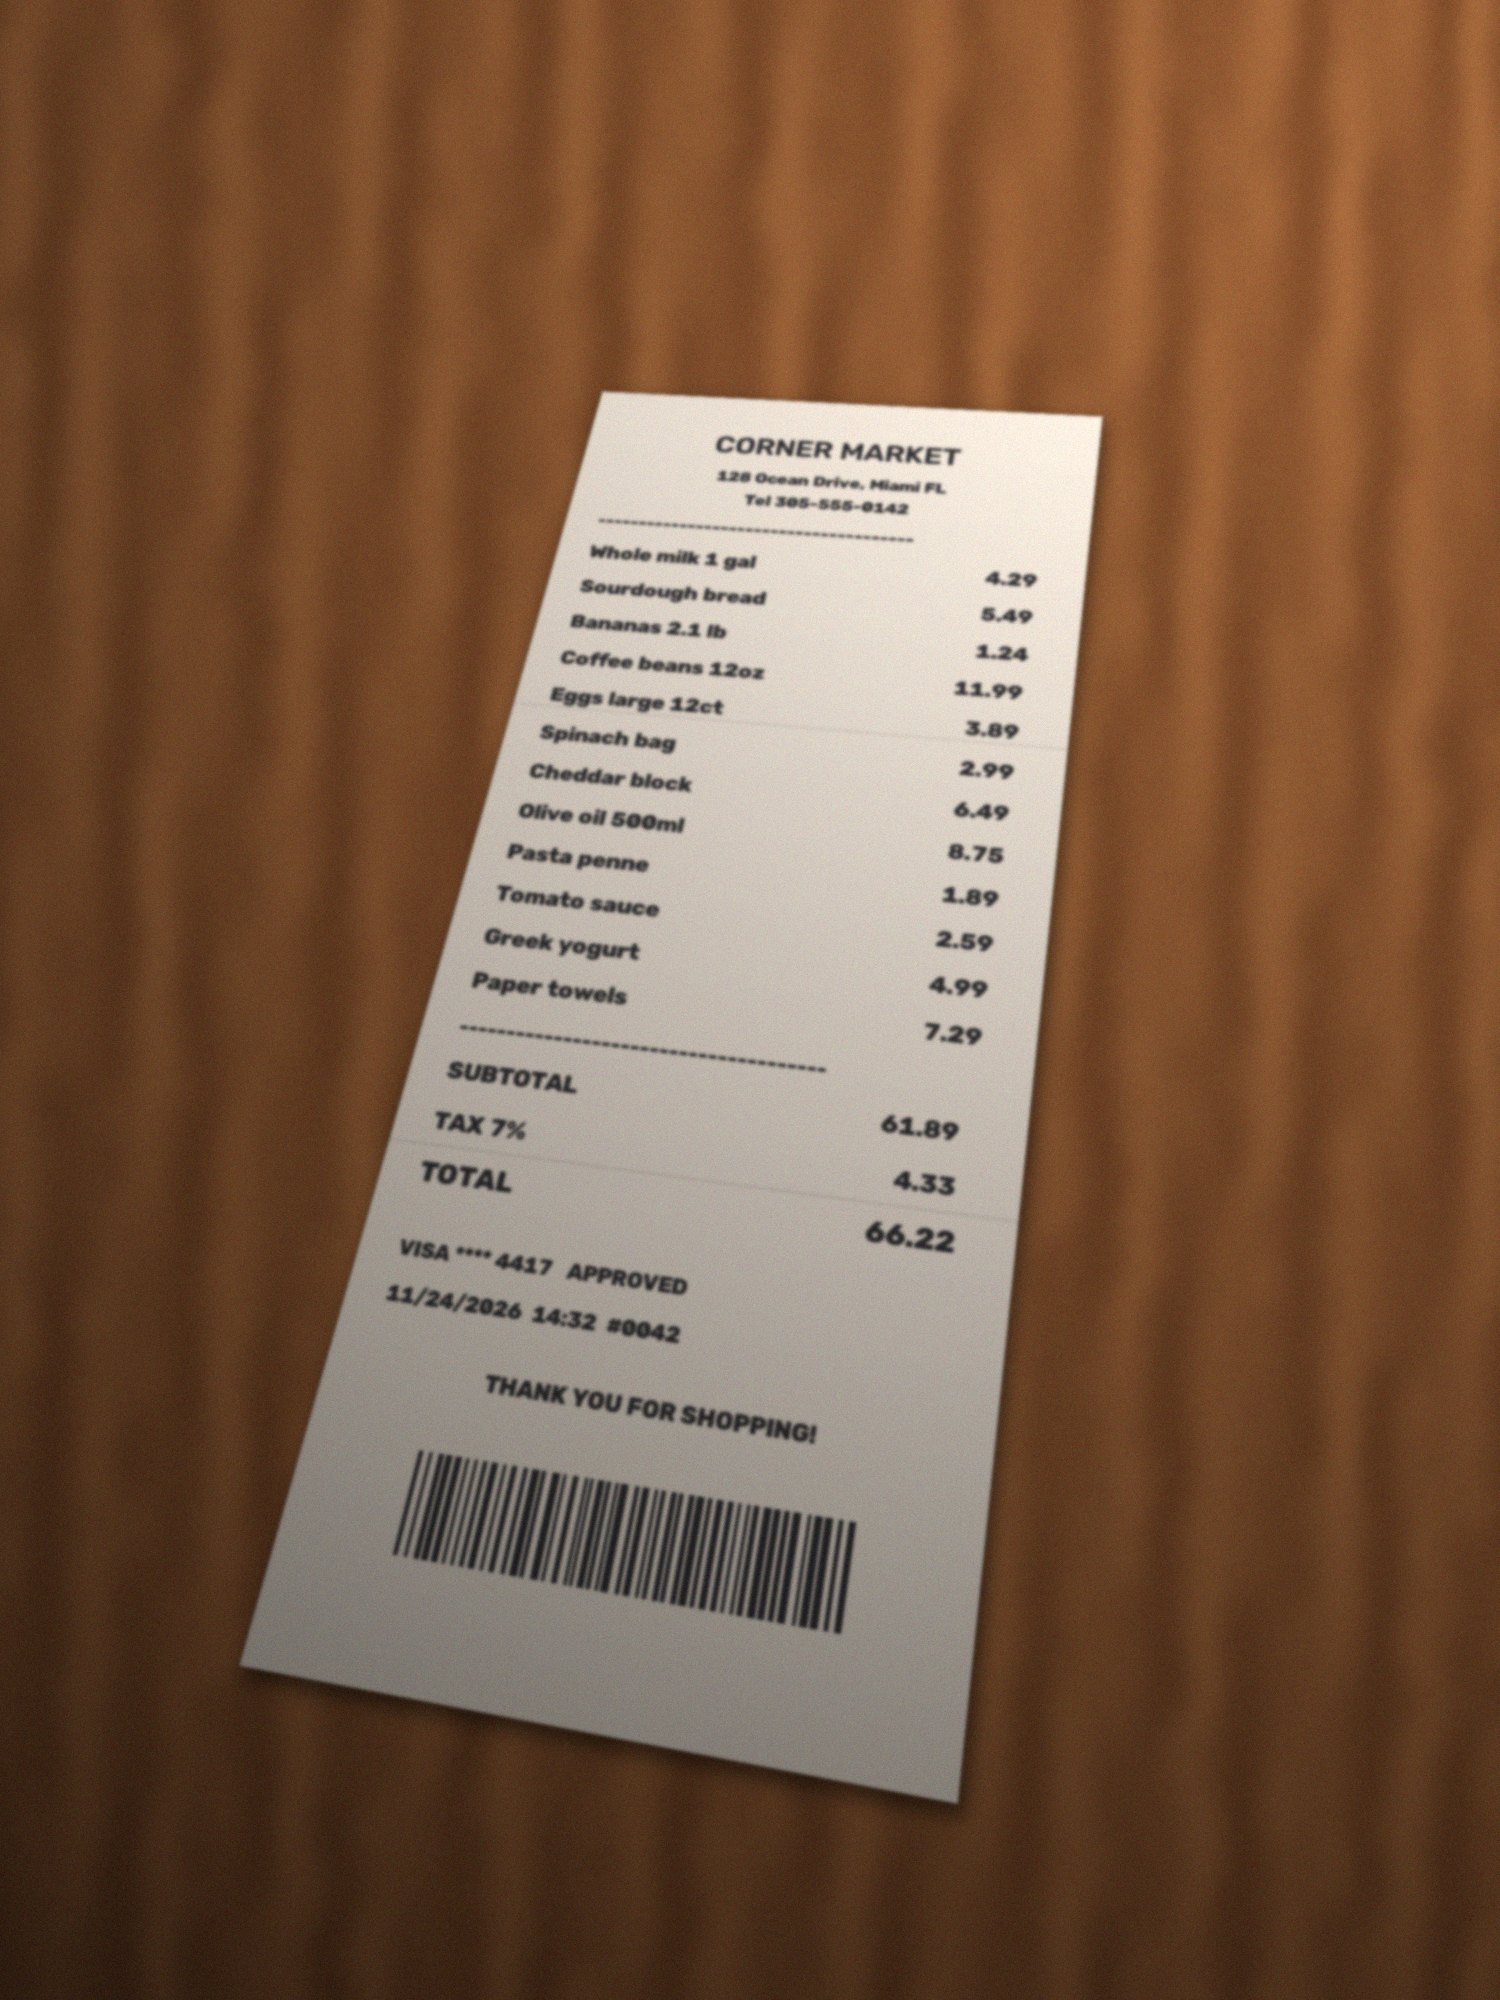 CORNER MARKET
128 Ocean Drive, Miami FL
Tel 305-555-0142
---------------------------------------
Whole milk 1 gal 4.29
Sourdough bread 5.49
Bananas 2.1 lb 1.24
Coffee beans 12oz 11.99
Eggs large 12ct 3.89
Spinach bag 2.99
Cheddar block 6.49
Olive oil 500ml 8.75
Pasta penne 1.89
Tomato sauce 2.59
Greek yogurt 4.99
Paper towels 7.29
---------------------------------------
SUBTOTAL 61.89
TAX 7% 4.33
TOTAL 66.22
VISA **** 4417 APPROVED
11/24/2026 14:32 #0042
THANK YOU FOR SHOPPING!